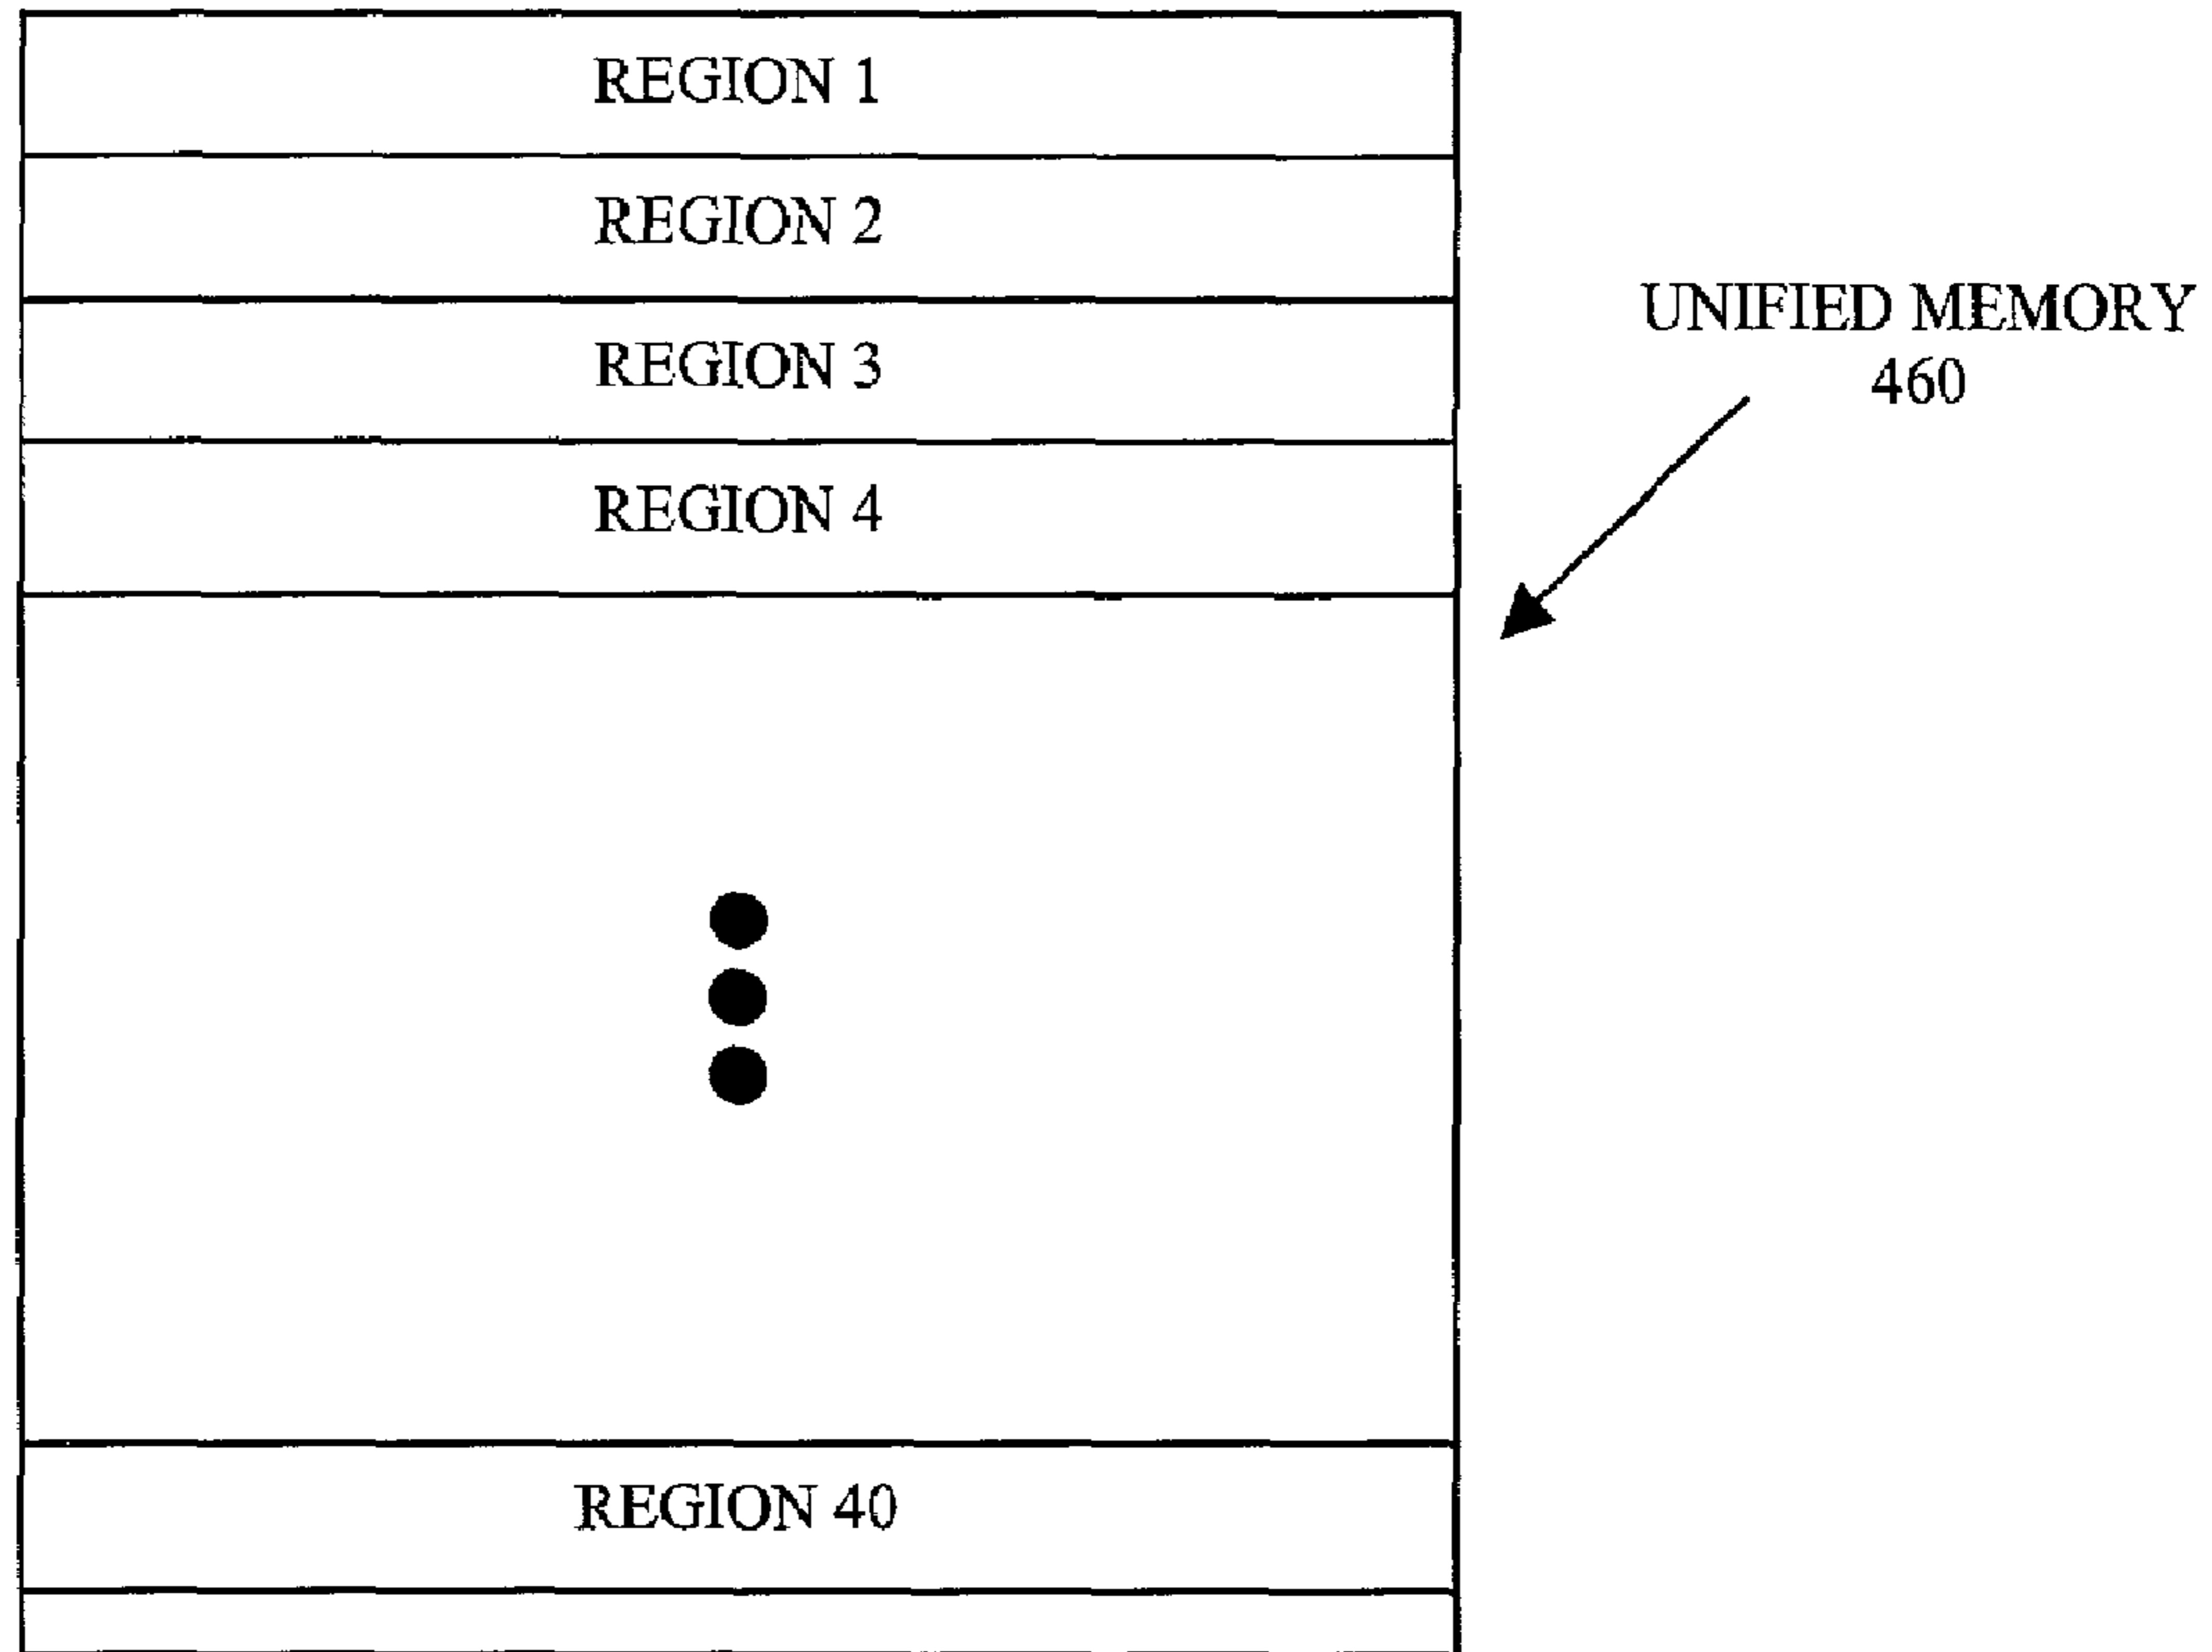 REGION 1
REGION 2
REGION 3
REGION 4
REGION 40
UNIFIED MEMORY
460